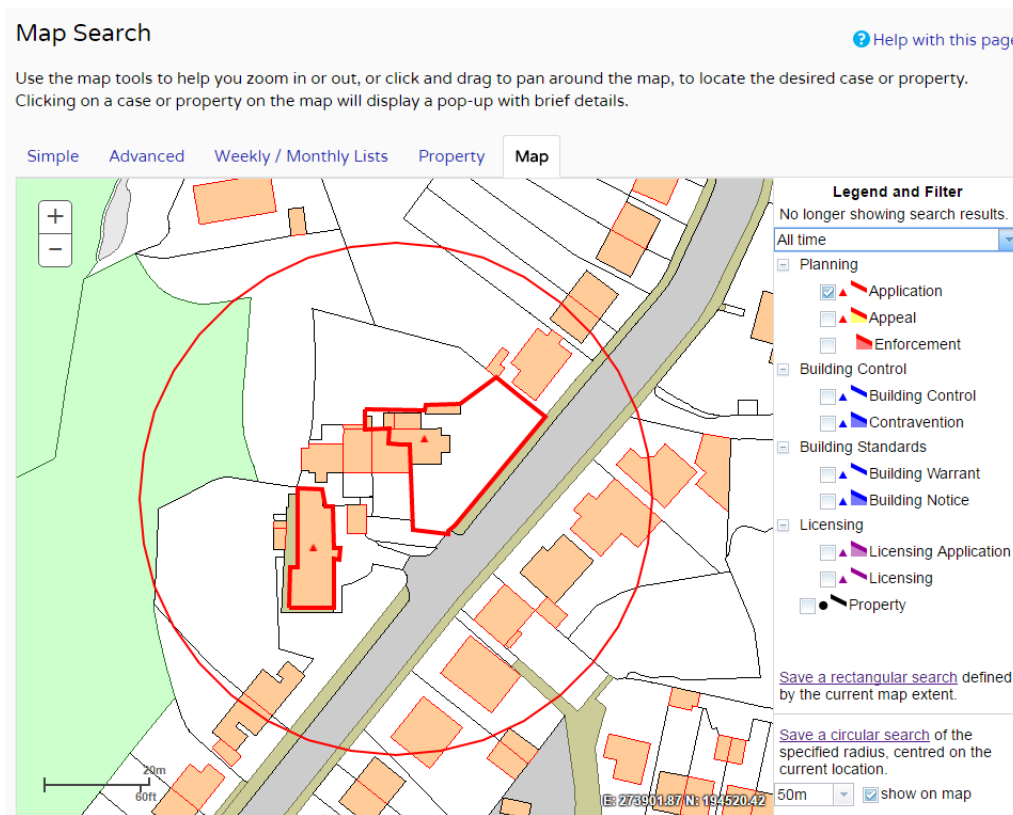 Map Search
Help with this page
Use the map tools to help you zoom in or out, or click and drag to pan around the map, to locate the desired case or property.
Clicking on a case or property on the map will display a pop-up with brief details.
Simple Advanced Weekly / Monthly Lists Property Map
+
−
20m
60ft
E: 273901.87 N: 194520.42
Legend and Filter
No longer showing search results.
All time
Planning
Application
Appeal
Enforcement
Building Control
Building Control
Contravention
Building Standards
Building Warrant
Building Notice
Licensing
Licensing Application
Licensing
Property
Save a rectangular search defined
by the current map extent.
Save a circular search of the
specified radius, centred on the
current location.
50m show on map